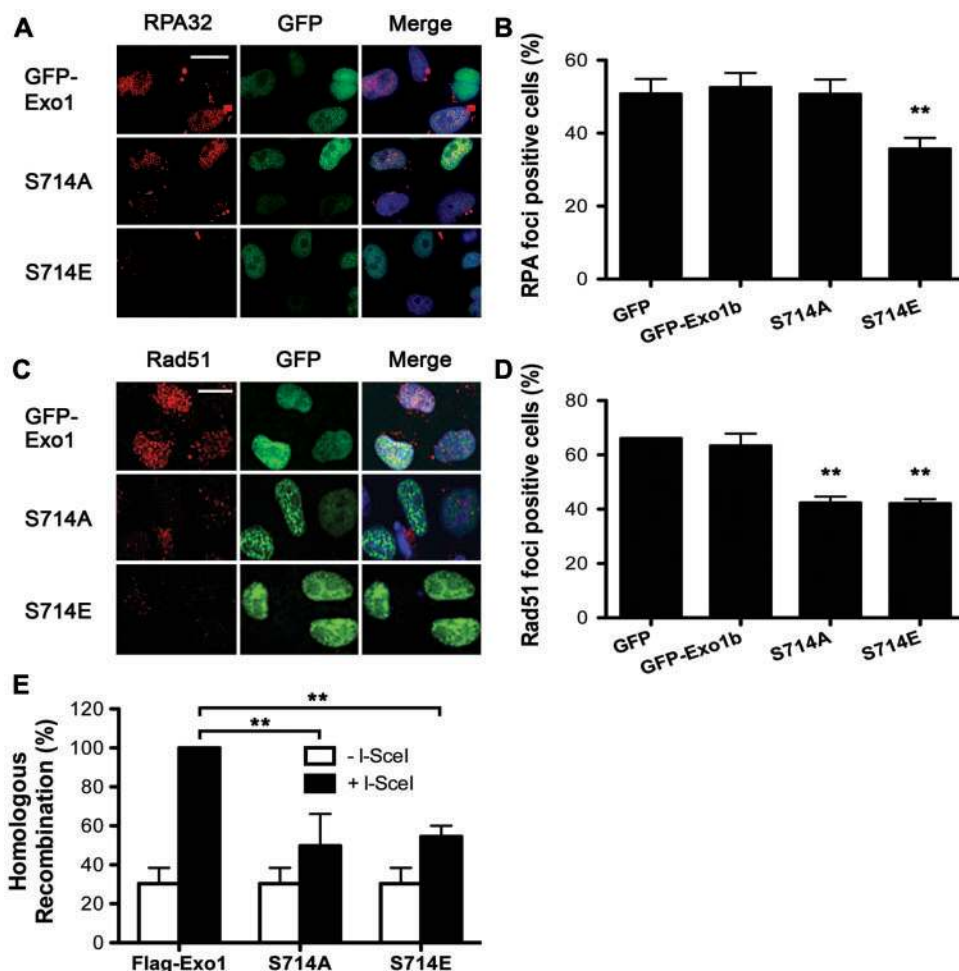 A
RPA32 GFP Merge
GFP-
Exo1
S714A
S714E
B
RPA foci positive cells (%)
60
40
20
0
GFP GFP-Exo1b S714A S714E
**
C
Rad51 GFP Merge
GFP-
Exo1
S714A
S714E
D
Rad51 foci positive cells (%)
80
60
40
20
0
GFP GFP-Exo1b S714A S714E
** **
E
Homologous
Recombination (%)
120
100
80
60
40
20
0
**
**
- I-SceI
+ I-SceI
Flag-Exo1 S714A S714E